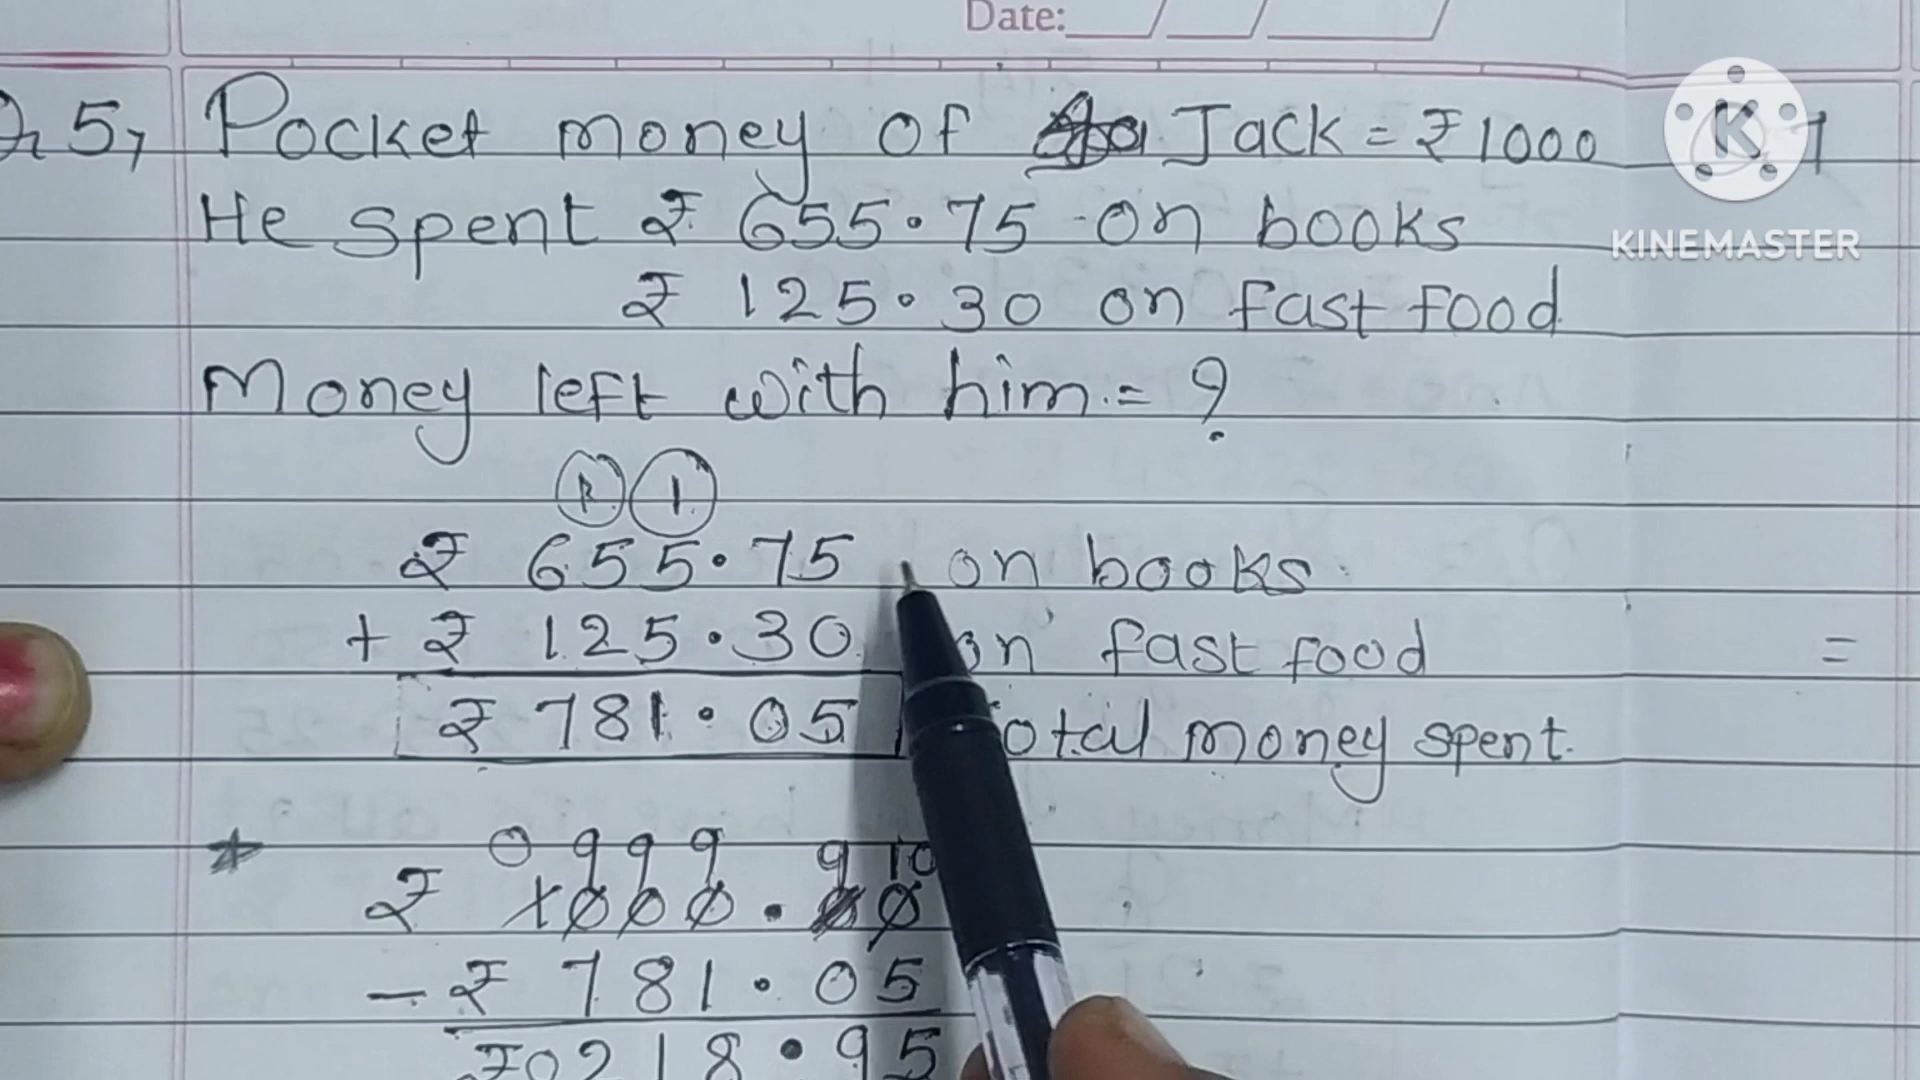 Date:
Q 5, Pocket money of Jack = ₹ 1000
He spent ₹ 655.75 on books
₹ 125.30 on fast food
Money left with him = ?
1 1
₹ 655.75 on books
+ ₹ 125.30 on fast food =
₹ 781.05 Total money spent.
0 9 9 9 9 10
* ₹ 1000.00
- ₹ 781.05
₹0218.95
K
KINEMASTER